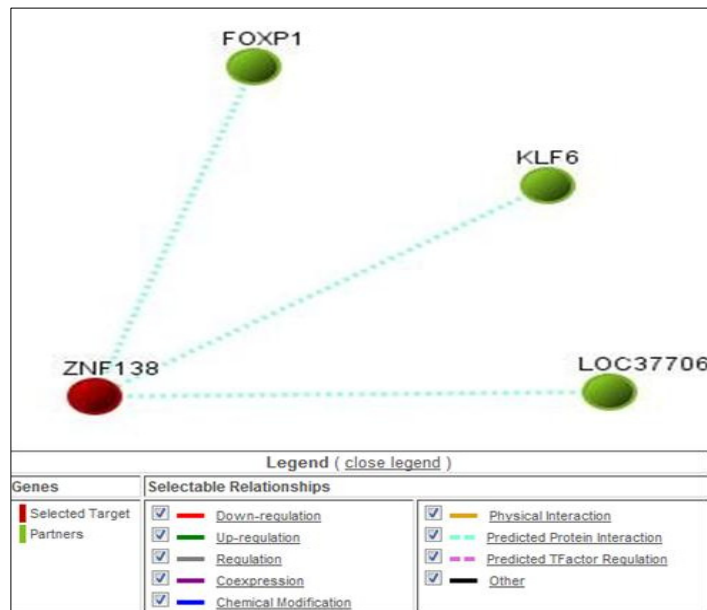 FOXP1
KLF6
ZNF138
LOC37706
Legend ( close legend )
Genes
Selectable Relationships
Selected Target
Partners
Down-regulation
Up-regulation
Regulation
Coexpression
Chemical Modification
Physical Interaction
Predicted Protein Interaction
Predicted TFactor Regulation
Other